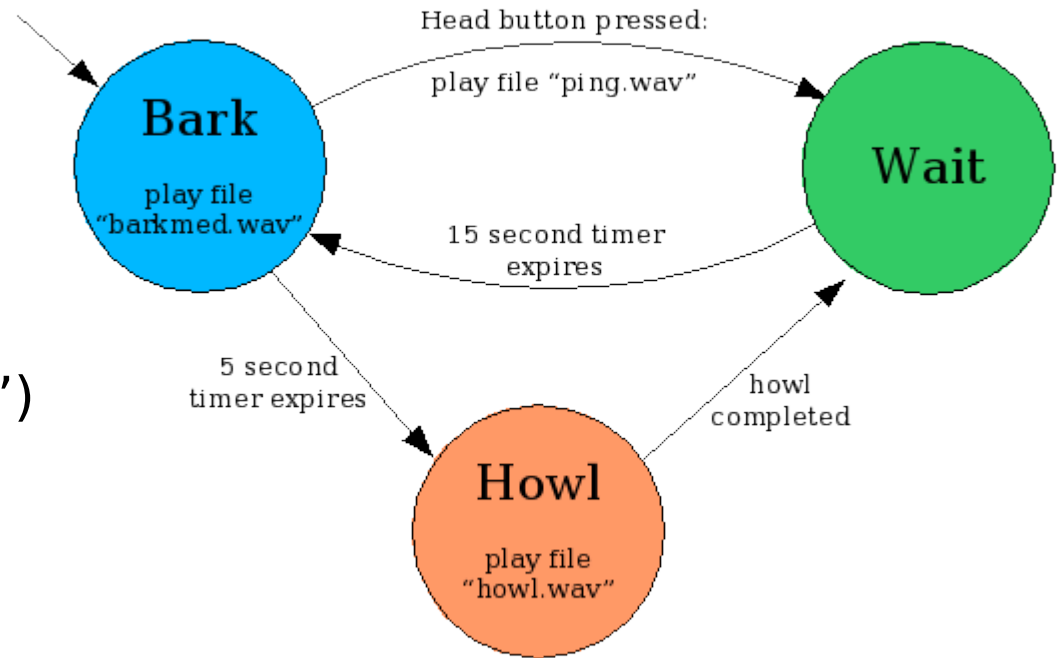 Head button pressed:
play file “ping.wav”
Bark
play file
“barkmed.wav”
Wait
15 second timer
expires
5 second
timer expires
’)
howl
completed
Howl
play file
“howl.wav”